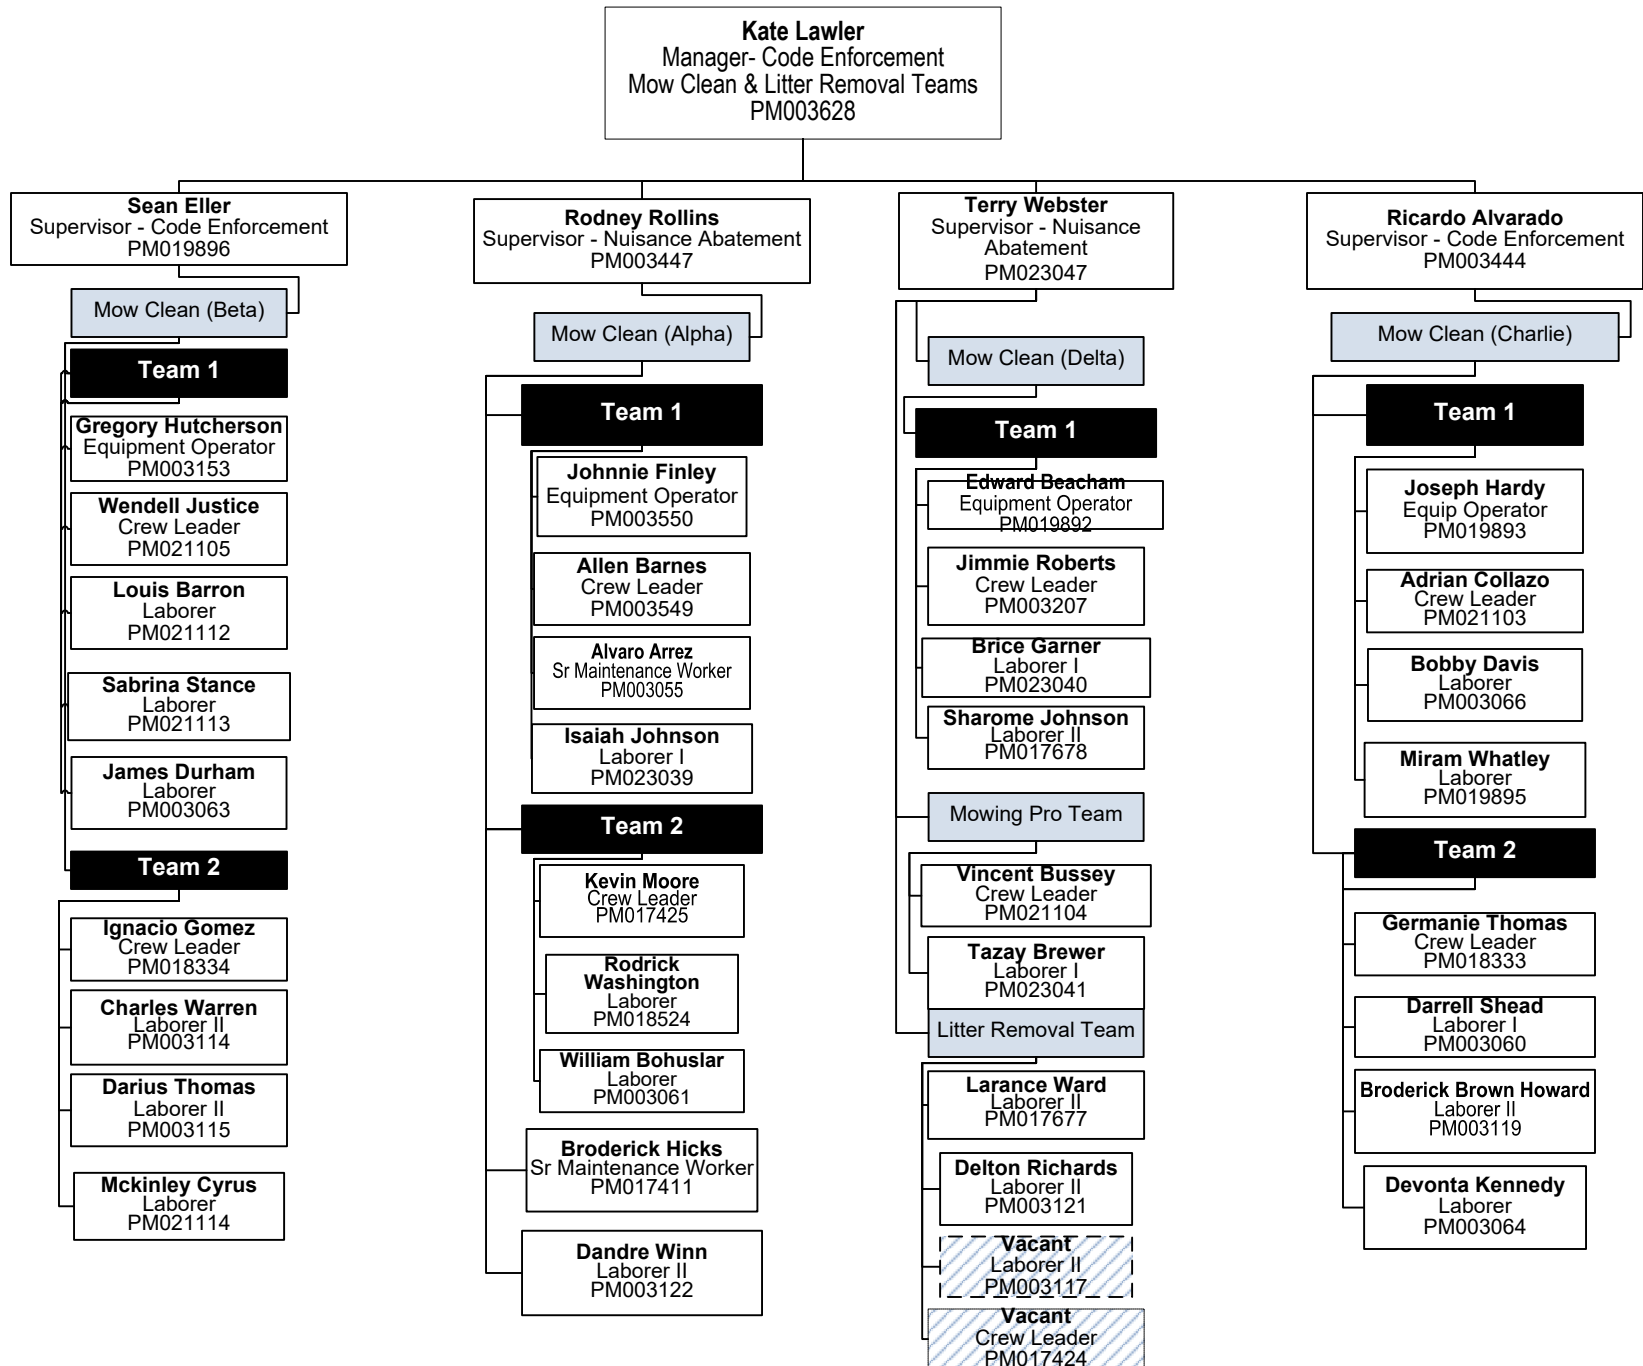 Kate Lawler
Manager- Code Enforcement
Mow Clean & Litter Removal Teams
PM003628
Sean Eller
Supervisor - Code Enforcement
PM019896
Mow Clean (Beta)
Team 1
Gregory Hutcherson
Equipment Operator
PM003153
Wendell Justice
Crew Leader
PM021105
Louis Barron
Laborer
PM021112
Sabrina Stance
Laborer
PM021113
James Durham
Laborer
PM003063
Team 2
Ignacio Gomez
Crew Leader
PM018334
Charles Warren
Laborer II
PM003114
Darius Thomas
Laborer II
PM003115
Mckinley Cyrus
Laborer
PM021114
Rodney Rollins
Supervisor - Nuisance Abatement
PM003447
Mow Clean (Alpha)
Team 1
Johnnie Finley
Equipment Operator
PM003550
Allen Barnes
Crew Leader
PM003549
Alvaro Arrez
Sr Maintenance Worker
PM003055
Isaiah Johnson
Laborer I
PM023039
Team 2
Kevin Moore
Crew Leader
PM017425
Rodrick
Washington
Laborer
PM018524
William Bohuslar
Laborer
PM003061
Broderick Hicks
Sr Maintenance Worker
PM017411
Dandre Winn
Laborer II
PM003122
Terry Webster
Supervisor - Nuisance
Abatement
PM023047
Mow Clean (Delta)
Team 1
Edward Beacham
Equipment Operator
PM019892
Jimmie Roberts
Crew Leader
PM003207
Brice Garner
Laborer I
PM023040
Sharome Johnson
Laborer II
PM017678
Mowing Pro Team
Vincent Bussey
Crew Leader
PM021104
Tazay Brewer
Laborer I
PM023041
Litter Removal Team
Larance Ward
Laborer II
PM017677
Delton Richards
Laborer II
PM003121
Vacant
Laborer II
PM003117
Vacant
Crew Leader
PM017424
Ricardo Alvarado
Supervisor - Code Enforcement
PM003444
Mow Clean (Charlie)
Team 1
Joseph Hardy
Equip Operator
PM019893
Adrian Collazo
Crew Leader
PM021103
Bobby Davis
Laborer
PM003066
Miram Whatley
Laborer
PM019895
Team 2
Germanie Thomas
Crew Leader
PM018333
Darrell Shead
Laborer I
PM003060
Broderick Brown Howard
Laborer II
PM003119
Devonta Kennedy
Laborer
PM003064